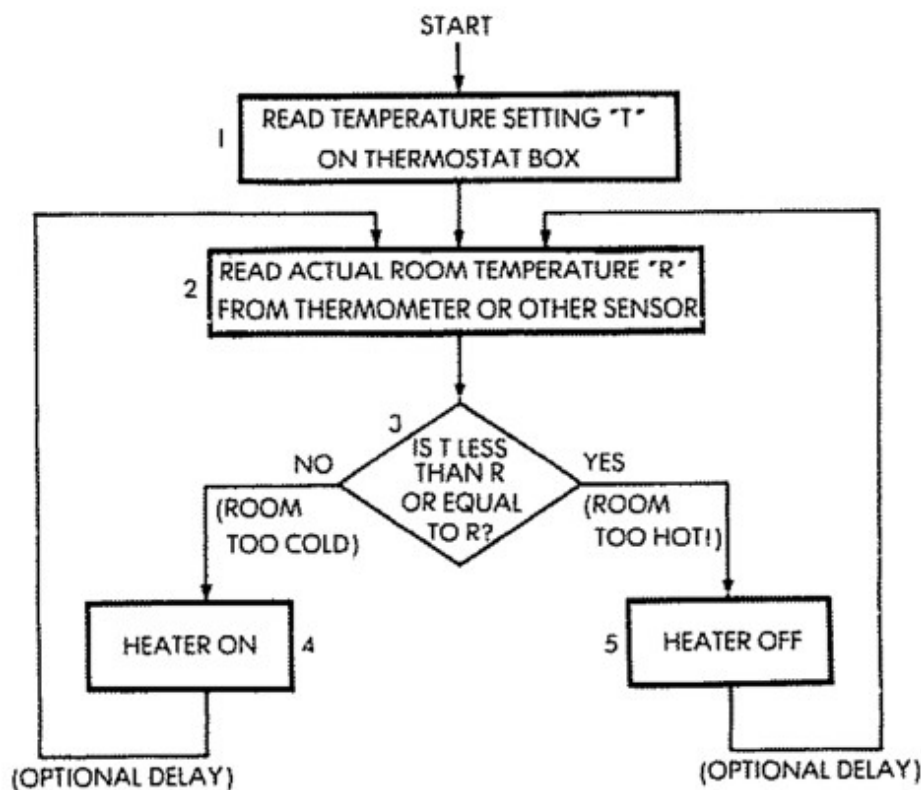 START
1
READ TEMPERATURE SETTING "T"
ON THERMOSTAT BOX
2
READ ACTUAL ROOM TEMPERATURE "R"
FROM THERMOMETER OR OTHER SENSOR
3
IS T LESS
THAN R
OR EQUAL
TO R?
NO
(ROOM
TOO COLD)
YES
(ROOM
TOO HOT!)
HEATER ON
4
5
HEATER OFF
(OPTIONAL DELAY)
(OPTIONAL DELAY)